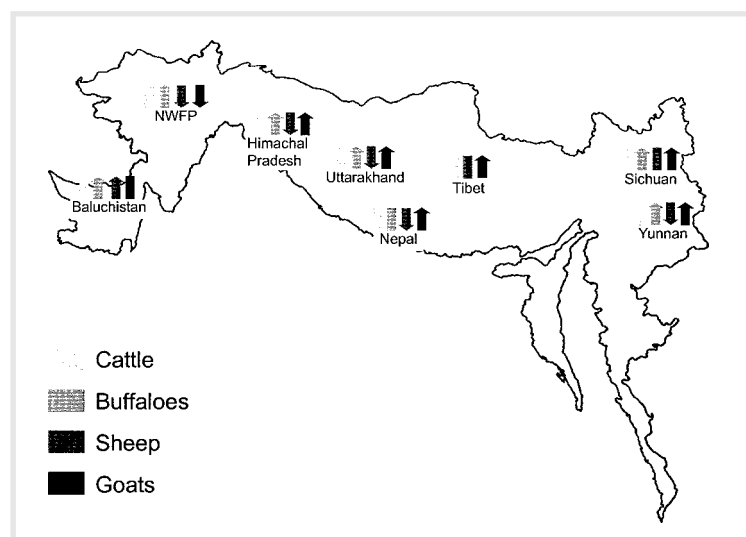 NWFP
Himachal
Pradesh
Uttarakhand
Tibet
Sichuan
Baluchistan
Nepal
Yunnan
Cattle
Buffaloes
Sheep
Goats